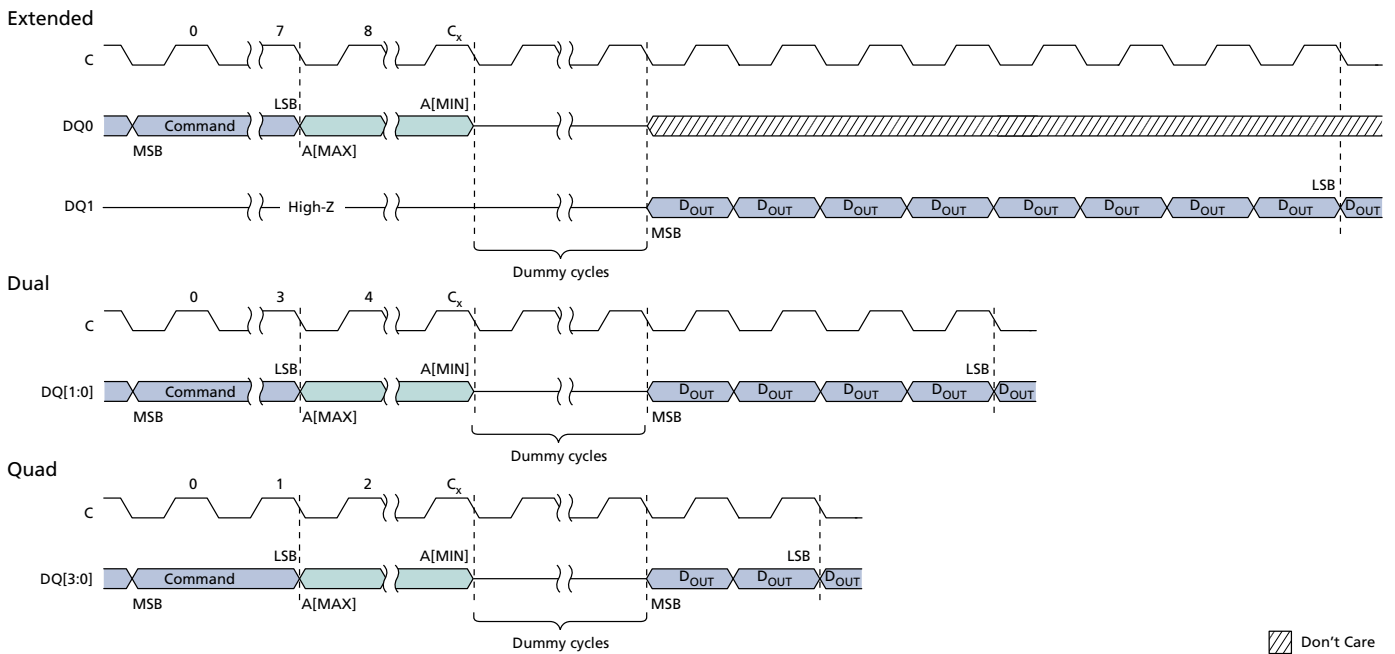 Extended
0 7 8 Cx
C
LSB A[MIN]
DQ0 Command
MSB A[MAX]
LSB
DQ1 High-Z DOUT DOUT DOUT DOUT DOUT DOUT DOUT DOUT DOUT
MSB
Dummy cycles
Dual
0 3 4 Cx
C
LSB A[MIN] LSB
DQ[1:0] Command DOUT DOUT DOUT DOUT DOUT
MSB A[MAX] MSB
Dummy cycles
Quad
0 1 2 Cx
C
LSB A[MIN] LSB
DQ[3:0] Command DOUT DOUT DOUT
MSB A[MAX] MSB
Dummy cycles
Don't Care